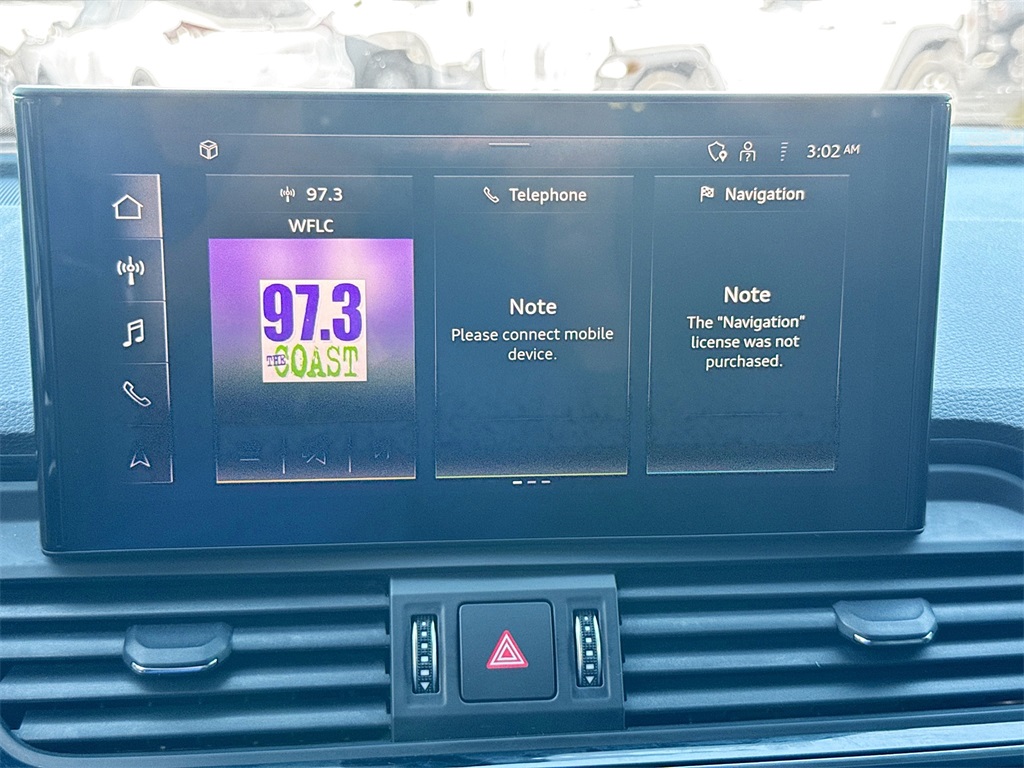 3:02 AM
97.3
WFLC
97.3
THE COAST
Telephone
Note
Please connect mobile
device.
Navigation
Note
The "Navigation"
license was not
purchased.